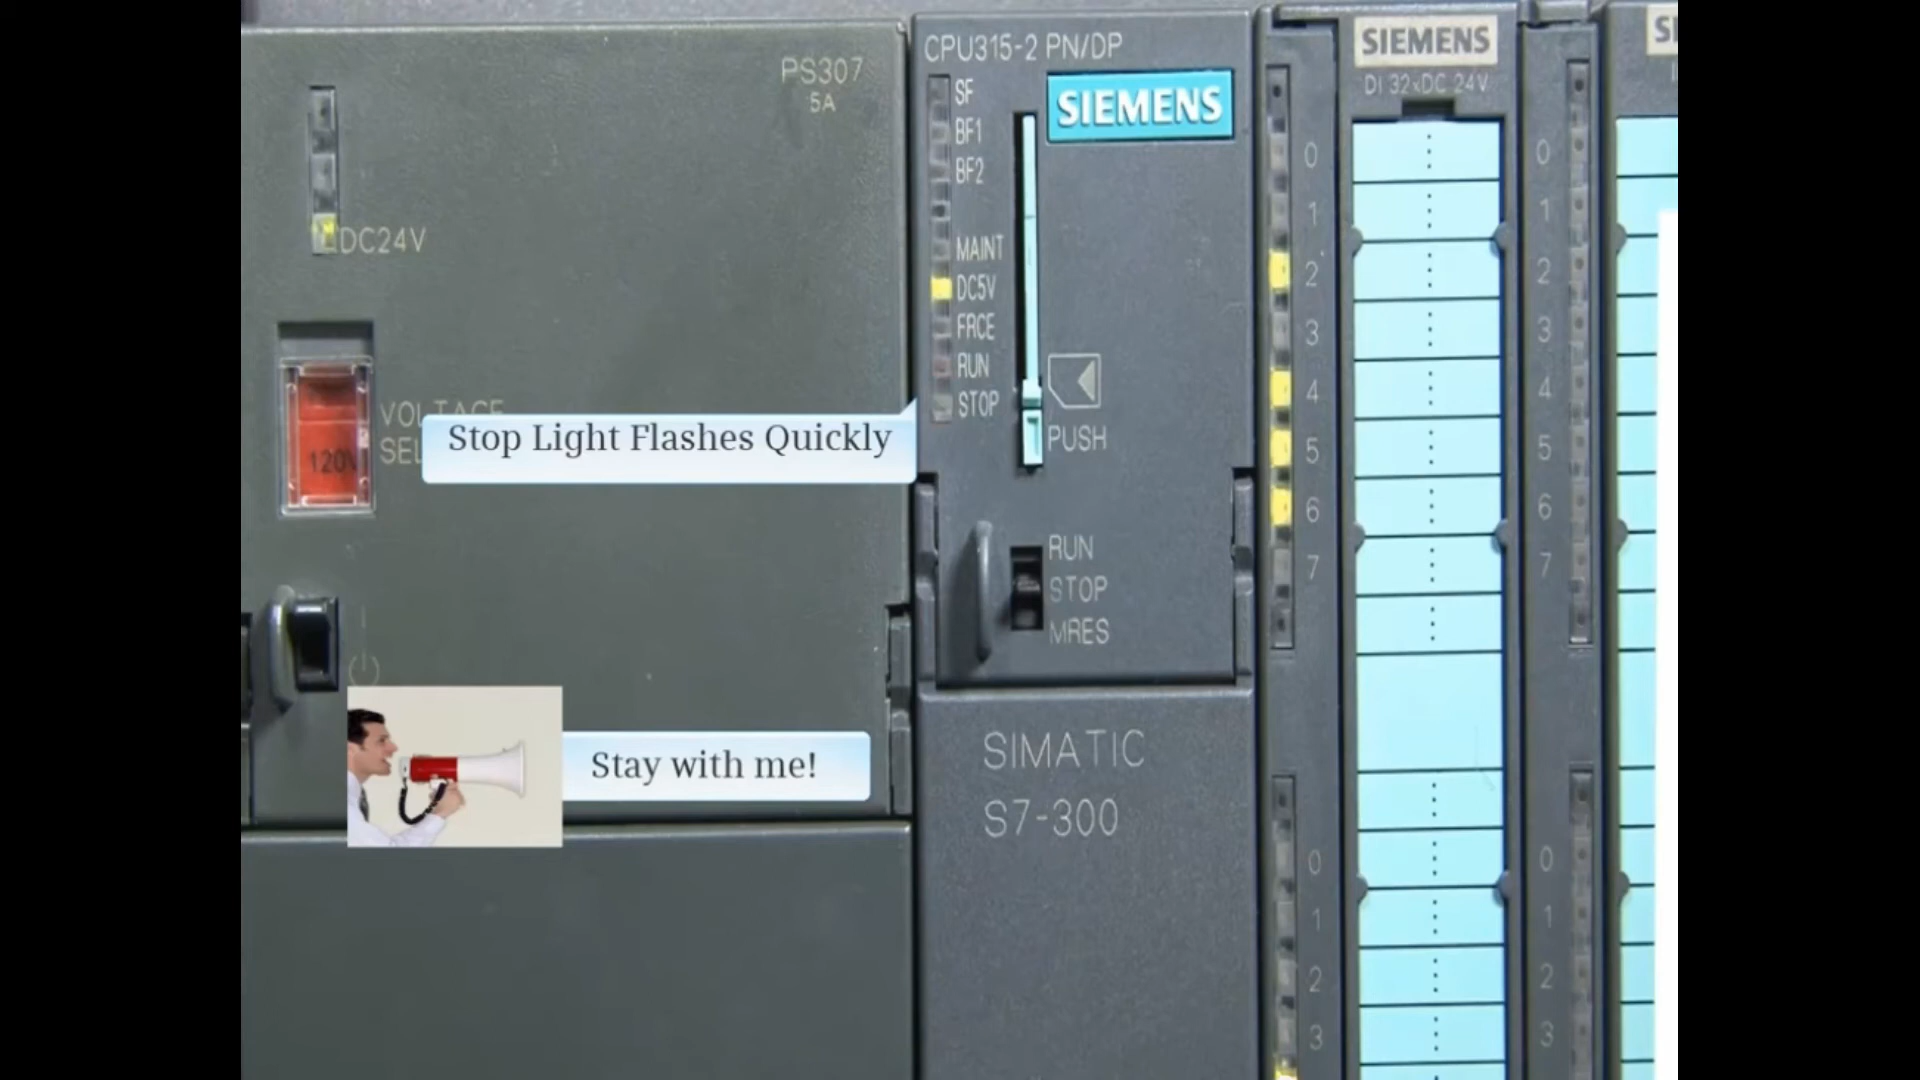 PS307
5A
DC24V
VOLTAGE
SEL
120V
Stop Light Flashes Quickly
Stay with me!
CPU315-2 PN/DP
SIEMENS
SF
BF1
BF2
MAINT
DC5V
FRCE
RUN
STOP
PUSH
RUN
STOP
MRES
SIMATIC
S7-300
SIEMENS
DI 32xDC 24V
0
1
2
3
4
5
6
7
0
1
2
3
0
1
2
3
4
5
6
7
0
1
2
3
SI